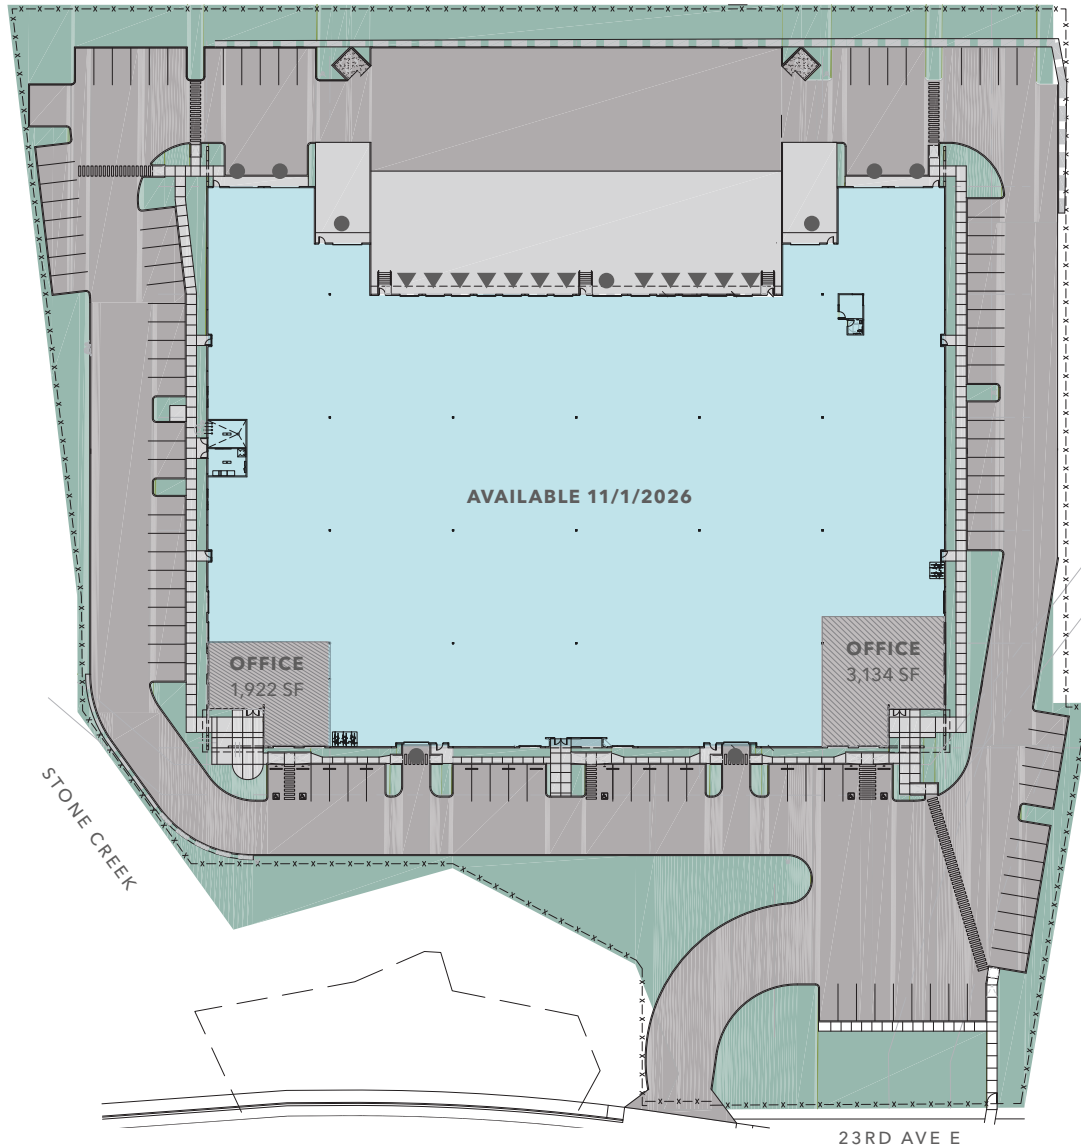 AVAILABLE 11/1/2026
OFFICE
1,922 SF
OFFICE
3,134 SF
STONE CREEK
23RD AVE E